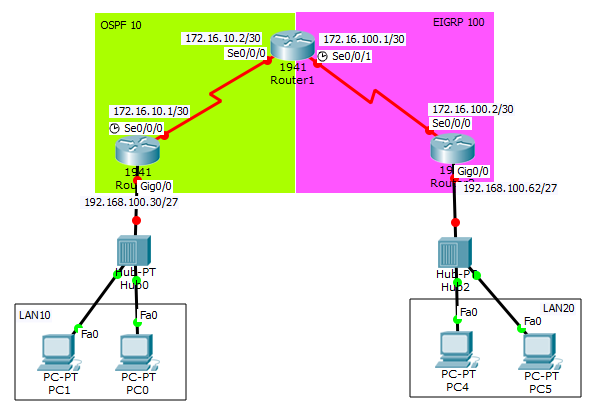 OSPF 10
EIGRP 100
172.16.10.2/30
172.16.100.1/30
Se0/0/0
Se0/0/1
1941
Router1
172.16.10.1/30
172.16.100.2/30
Se0/0/0
Se0/0/0
1941
Gig0/0
Gig0/0
192.168.100.30/27
192.168.100.62/27
Hub-PT
Hub0
Hub-PT
Hub2
LAN10
LAN20
Fa0
Fa0
Fa0
Fa0
PC-PT
PC1
PC-PT
PC0
PC-PT
PC4
PC-PT
PC5